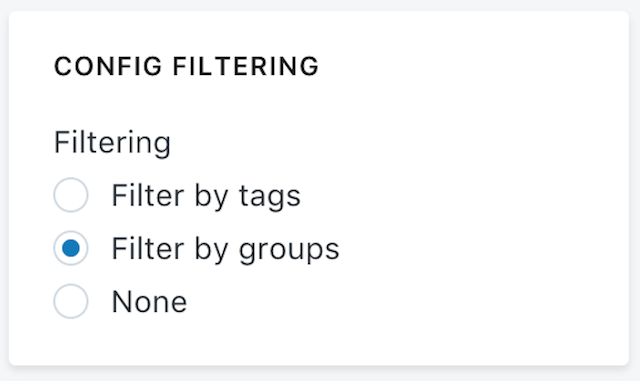 CONFIG FILTERING
Filtering
Filter by tags
Filter by groups
None